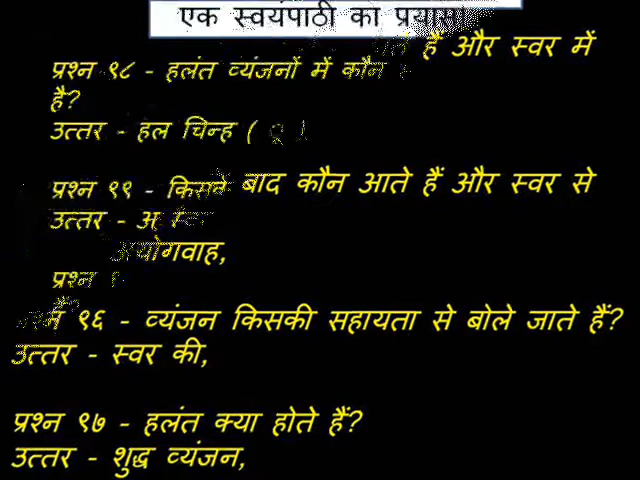 एक स्वयंपाठी का प्रयास
हैं और स्वर में
प्रश्न ९८ - हलंत व्यंजनों में कौन
है?
उत्तर - हल चिन्ह ( ् )
बाद कौन आते हैं और स्वर से
प्रश्न ९९ - किसके
उत्तर - अ
अयोगवाह,
प्रश्न
प्रश्न ९६ - व्यंजन किसकी सहायता से बोले जाते हैं?
उत्तर - स्वर की,
प्रश्न ९७ - हलंत क्या होते हैं?
उत्तर - शुद्ध व्यंजन,